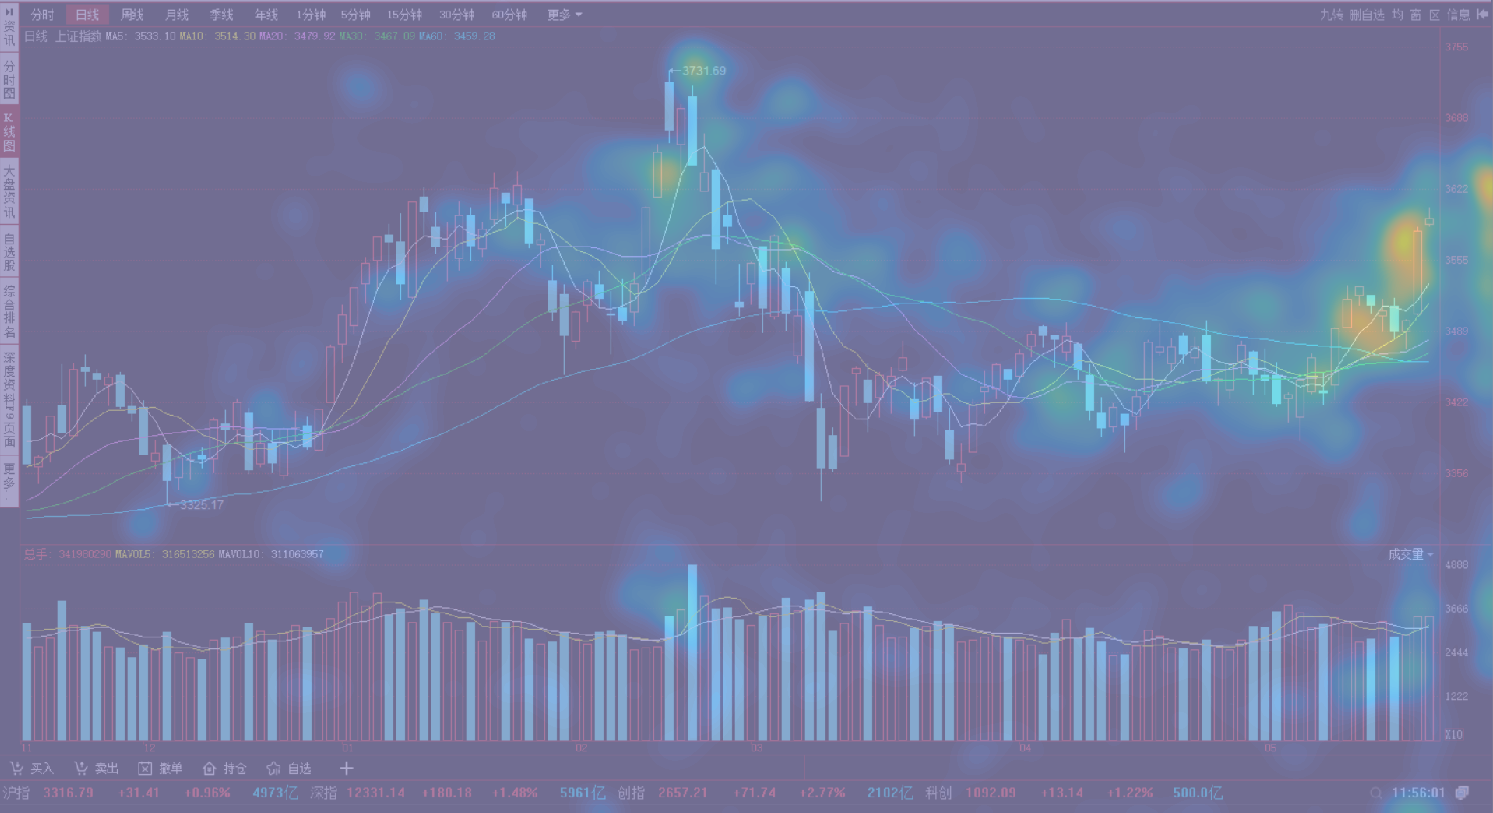 分时 日线 周线 月线 季线 年线 1分钟 5分钟 15分钟 30分钟 60分钟 更多 九转 删自选 均 窗 区 信息
日线 上证指数 MA5: 3533.10 MA10: 3514.30 MA20: 3479.92 MA30: 3467.09 MA60: 3459.28
资讯
分时图
K线图
大盘资讯
自选股
综合排名
深度资料F9页面
更多
3731.69
3325.17
3755
3688
3622
3555
3489
3422
3356
总手: 341980290 MAVOL5: 316513256 MAVOL10: 311063957 成交量
4888
3666
2444
1222
X10
11 12 01 02 03 04 05
买入 卖出 撤单 持仓 自选
沪指 3316.79 +31.41 +0.96% 4973亿 深指 12331.14 +180.18 +1.48% 5961亿 创指 2657.21 +71.74 +2.77% 2102亿 科创 1092.09 +13.14 +1.22% 500.0亿 11:56:01